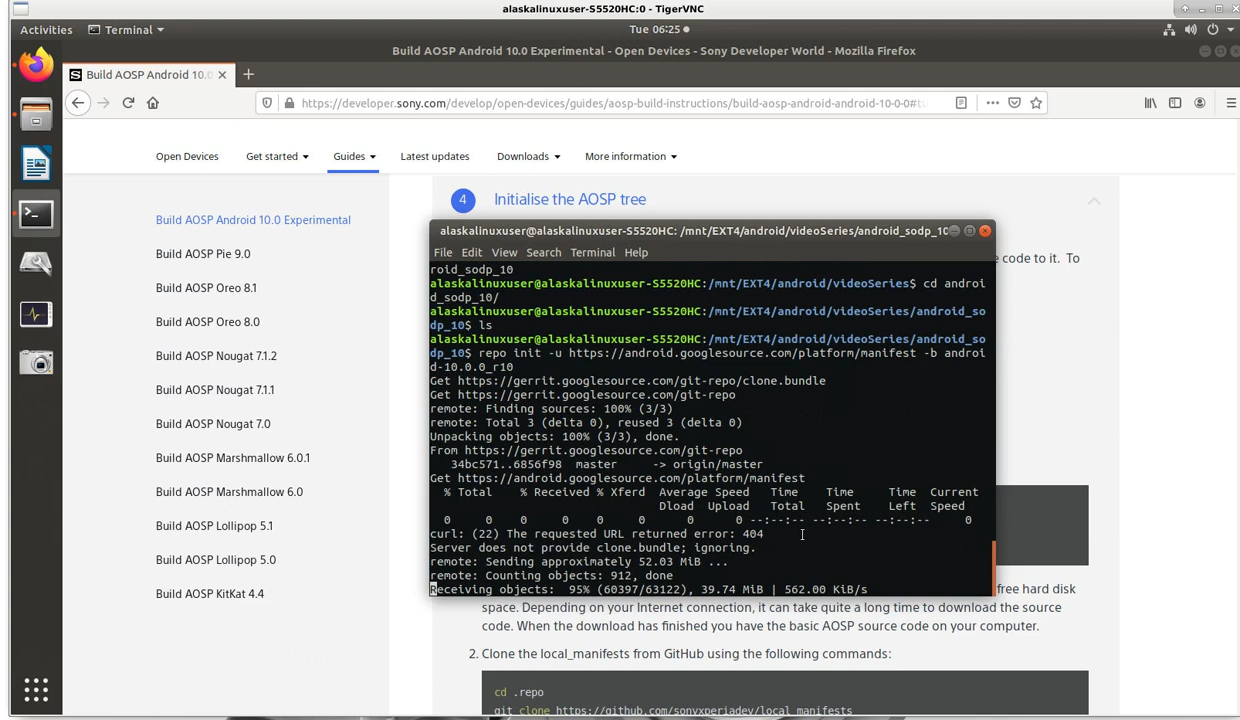 alaskalinuxuser-S5520HC:0 - TigerVNC
Activities Terminal Tue 06:25
Build AOSP Android 10.0 Experimental - Open Devices - Sony Developer World - Mozilla Firefox
Build AOSP Android 10.0
https://developer.sony.com/develop/open-devices/guides/aosp-build-instructions/build-aosp-android-android-10-0-0#tu
Open Devices Get started Guides Latest updates Downloads More information
4 Initialise the AOSP tree
Build AOSP Android 10.0 Experimental
Build AOSP Pie 9.0
Build AOSP Oreo 8.1
Build AOSP Oreo 8.0
Build AOSP Nougat 7.1.2
Build AOSP Nougat 7.1.1
Build AOSP Nougat 7.0
Build AOSP Marshmallow 6.0.1
Build AOSP Marshmallow 6.0
Build AOSP Lollipop 5.1
Build AOSP Lollipop 5.0
Build AOSP KitKat 4.4
alaskalinuxuser@alaskalinuxuser-S5520HC: /mnt/EXT4/android/videoSeries/android_sodp_10
File Edit View Search Terminal Help
e code to it. To
roid_sodp_10
alaskalinuxuser@alaskalinuxuser-S5520HC:/mnt/EXT4/android/videoSeries$ cd androi
d_sodp_10/
alaskalinuxuser@alaskalinuxuser-S5520HC:/mnt/EXT4/android/videoSeries/android_so
dp_10$ ls
alaskalinuxuser@alaskalinuxuser-S5520HC:/mnt/EXT4/android/videoSeries/android_so
dp_10$ repo init -u https://android.googlesource.com/platform/manifest -b androi
d-10.0.0_r10
Get https://gerrit.googlesource.com/git-repo/clone.bundle
Get https://gerrit.googlesource.com/git-repo
remote: Finding sources: 100% (3/3)
remote: Total 3 (delta 0), reused 3 (delta 0)
Unpacking objects: 100% (3/3), done.
From https://gerrit.googlesource.com/git-repo
34bc571..6856f98 master -> origin/master
Get https://android.googlesource.com/platform/manifest
% Total % Received % Xferd Average Speed Time Time Time Current
Dload Upload Total Spent Left Speed
0 0 0 0 0 0 0 0 --:--:-- --:--:-- --:--:-- 0
curl: (22) The requested URL returned error: 404
Server does not provide clone.bundle; ignoring.
remote: Sending approximately 52.03 MiB ...
remote: Counting objects: 912, done
Receiving objects: 95% (60397/63122), 39.74 MiB | 562.00 KiB/s
free hard disk
space. Depending on your Internet connection, it can take quite a long time to download the source
code. When the download has finished you have the basic AOSP source code on your computer.
2. Clone the local_manifests from GitHub using the following commands:
cd .repo
git clone https://github.com/sonyxperiadev/local_manifests